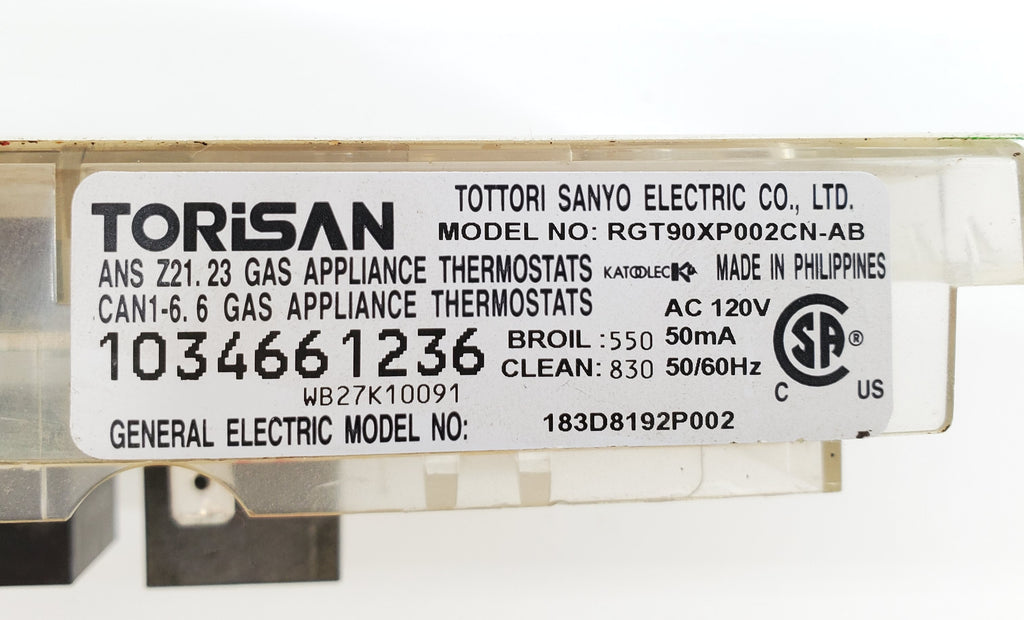 TORiSAN
TOTTORI SANYO ELECTRIC CO., LTD.
MODEL NO: RGT90XP002CN-AB
ANS Z21.23 GAS APPLIANCE THERMOSTATS KATOOLEC K MADE IN PHILIPPINES
CAN1-6.6 GAS APPLIANCE THERMOSTATS
AC 120V
1034661236
BROIL :550 50mA
CLEAN: 830 50/60Hz
SA ®
C US
WB27K10091
GENERAL ELECTRIC MODEL NO: 183D8192P002